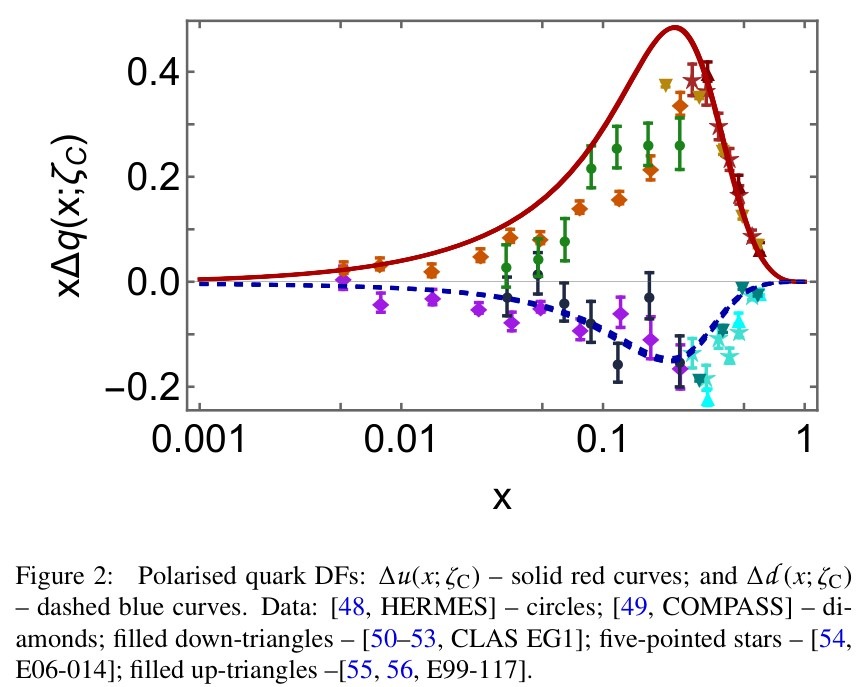 0.4
0.2
0.0
−0.2
xΔq(x;ζC)
0.001 0.01 0.1 1
x
Figure 2: Polarised quark DFs: Δu(x; ζC) – solid red curves; and Δd(x; ζC)
– dashed blue curves. Data: [48, HERMES] – circles; [49, COMPASS] – di-
amonds; filled down-triangles – [50–53, CLAS EG1]; five-pointed stars – [54,
E06-014]; filled up-triangles –[55, 56, E99-117].